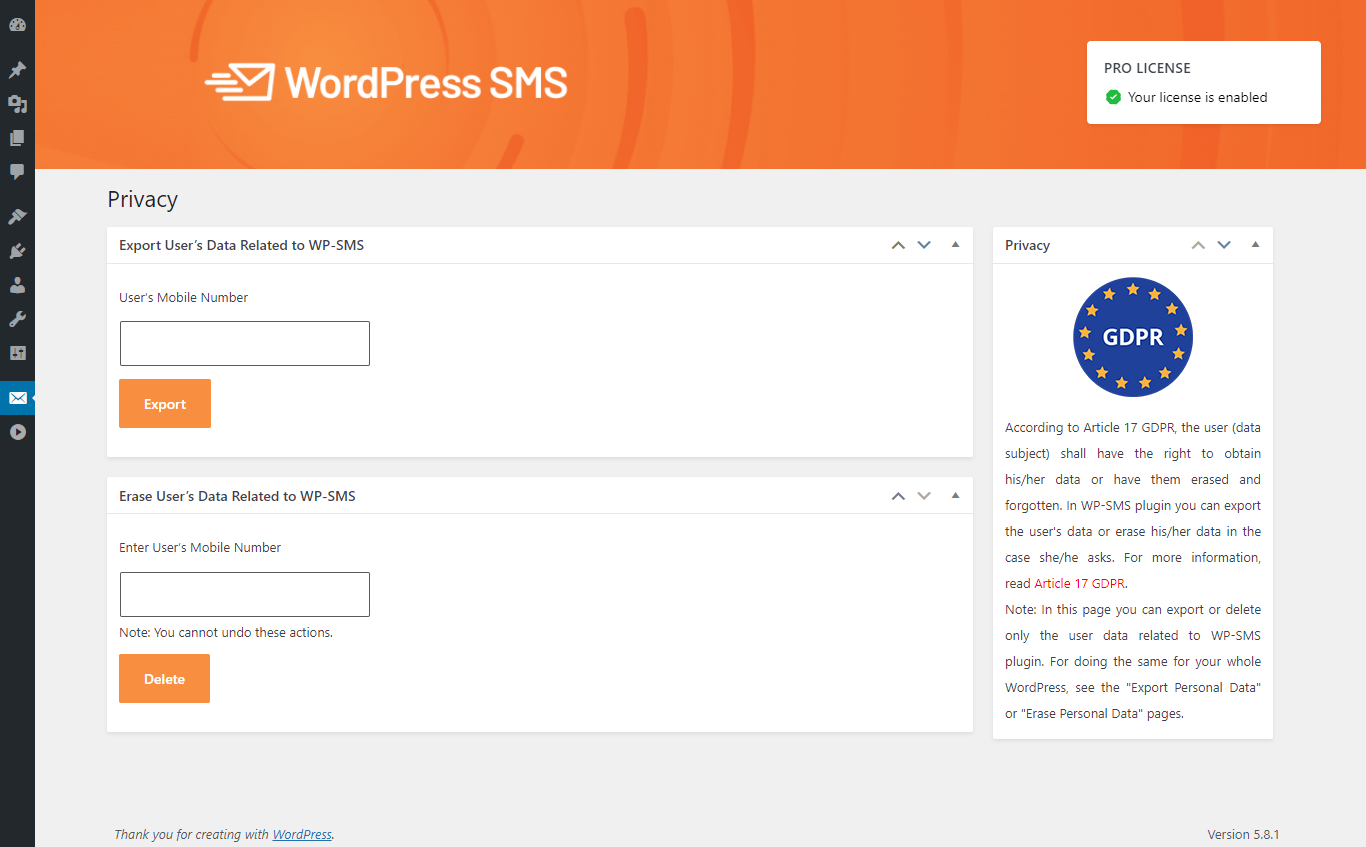 WordPress SMS
PRO LICENSE
Your license is enabled
Privacy
Export User’s Data Related to WP-SMS
User’s Mobile Number
Export
Erase User’s Data Related to WP-SMS
Enter User’s Mobile Number
Note: You cannot undo these actions.
Delete
Privacy
GDPR
According to Article 17 GDPR, the user (data
subject) shall have the right to obtain
his/her data or have them erased and
forgotten. In WP-SMS plugin you can export
the user's data or erase his/her data in the
case she/he asks. For more information,
read Article 17 GDPR.
Note: In this page you can export or delete
only the user data related to WP-SMS
plugin. For doing the same for your whole
WordPress, see the "Export Personal Data"
or "Erase Personal Data" pages.
Thank you for creating with WordPress.
Version 5.8.1